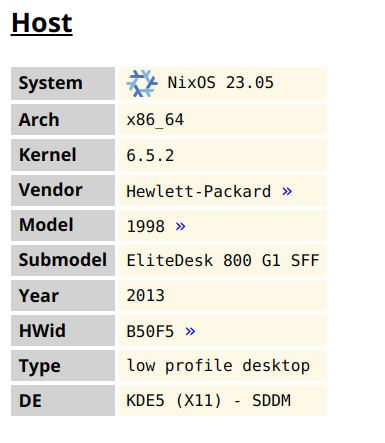 Host
System NixOS 23.05
Arch x86_64
Kernel 6.5.2
Vendor Hewlett-Packard »
Model 1998 »
Submodel EliteDesk 800 G1 SFF
Year 2013
HWid B50F5 »
Type low profile desktop
DE KDE5 (X11) - SDDM